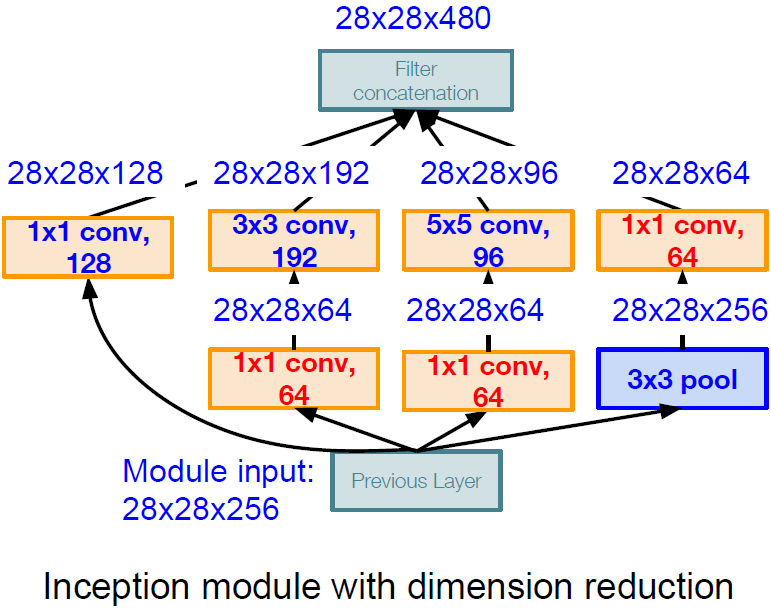 28x28x480
Filter
concatenation
28x28x128
28x28x192
28x28x96
28x28x64
1x1 conv,
128
3x3 conv,
192
5x5 conv,
96
1x1 conv,
64
28x28x64
28x28x64
28x28x256
1x1 conv,
64
1x1 conv,
64
3x3 pool
Module input:
28x28x256
Previous Layer
Inception module with dimension reduction